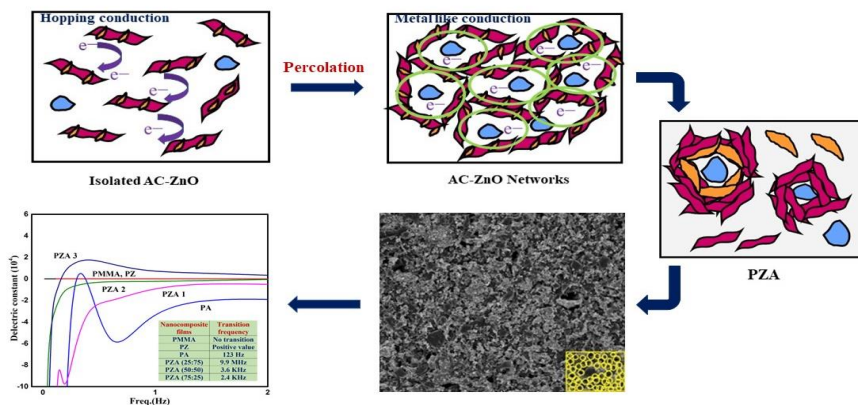 Hopping conduction
e—
e—
e—
e—
e—
e—
Isolated AC-ZnO
Percolation
Metal like conduction
e—
e—
e—
e—
e—
e—
e—
AC-ZnO Networks
PZA
Delectric constant (10⁴)
6
4
2
0
-2
-4
-6
-8
-10
PZA 3
PMMA, PZ
PZA 2
PZA 1
PA
Nanocomposite films Transition frequency
PMMA No transition
PZ Positive value
PA 123 Hz
PZA (25:75) 9.9 MHz
PZA (50:50) 3.6 KHz
PZA (75:25) 2.4 KHz
0 1 2
Freq.(Hz)